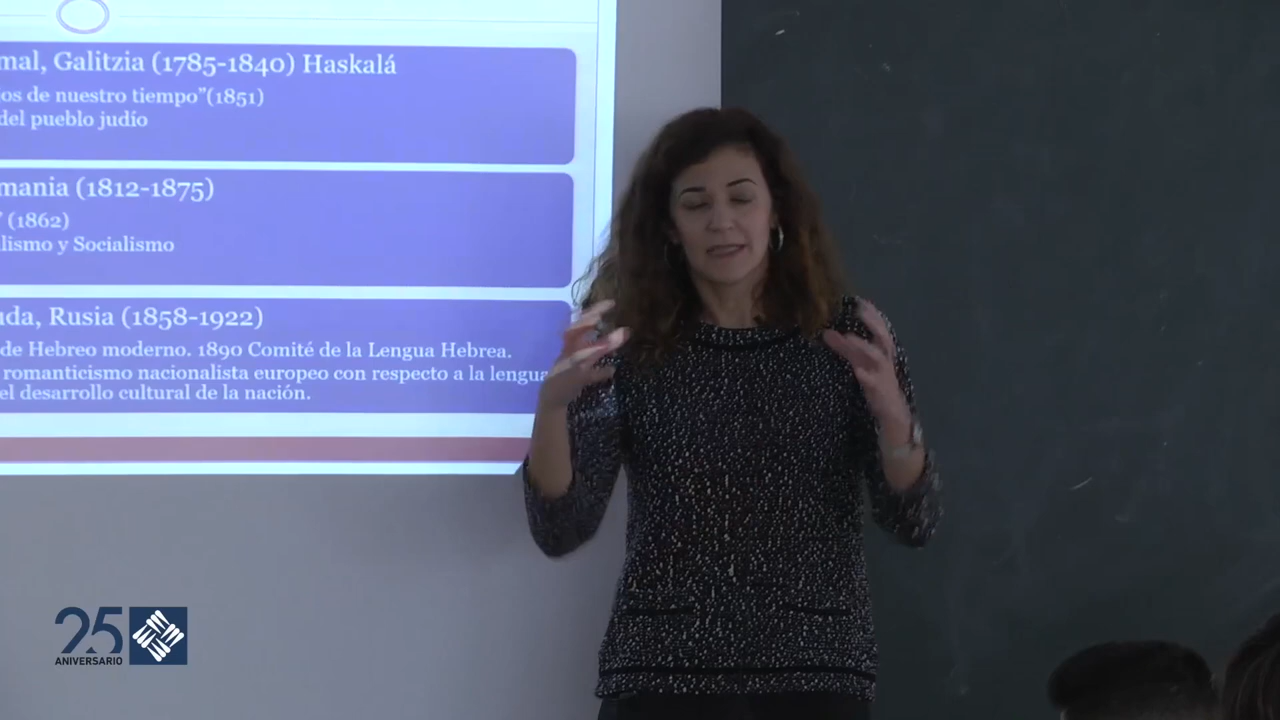 mal, Galitzia (1785-1840) Haskalá
os de nuestro tiempo”(1851)
del pueblo judío
mania (1812-1875)
” (1862)
lismo y Socialismo
uda, Rusia (1858-1922)
de Hebreo moderno. 1890 Comité de la Lengua Hebrea.
romanticismo nacionalista europeo con respecto a la lengua
el desarrollo cultural de la nación.
25
ANIVERSARIO